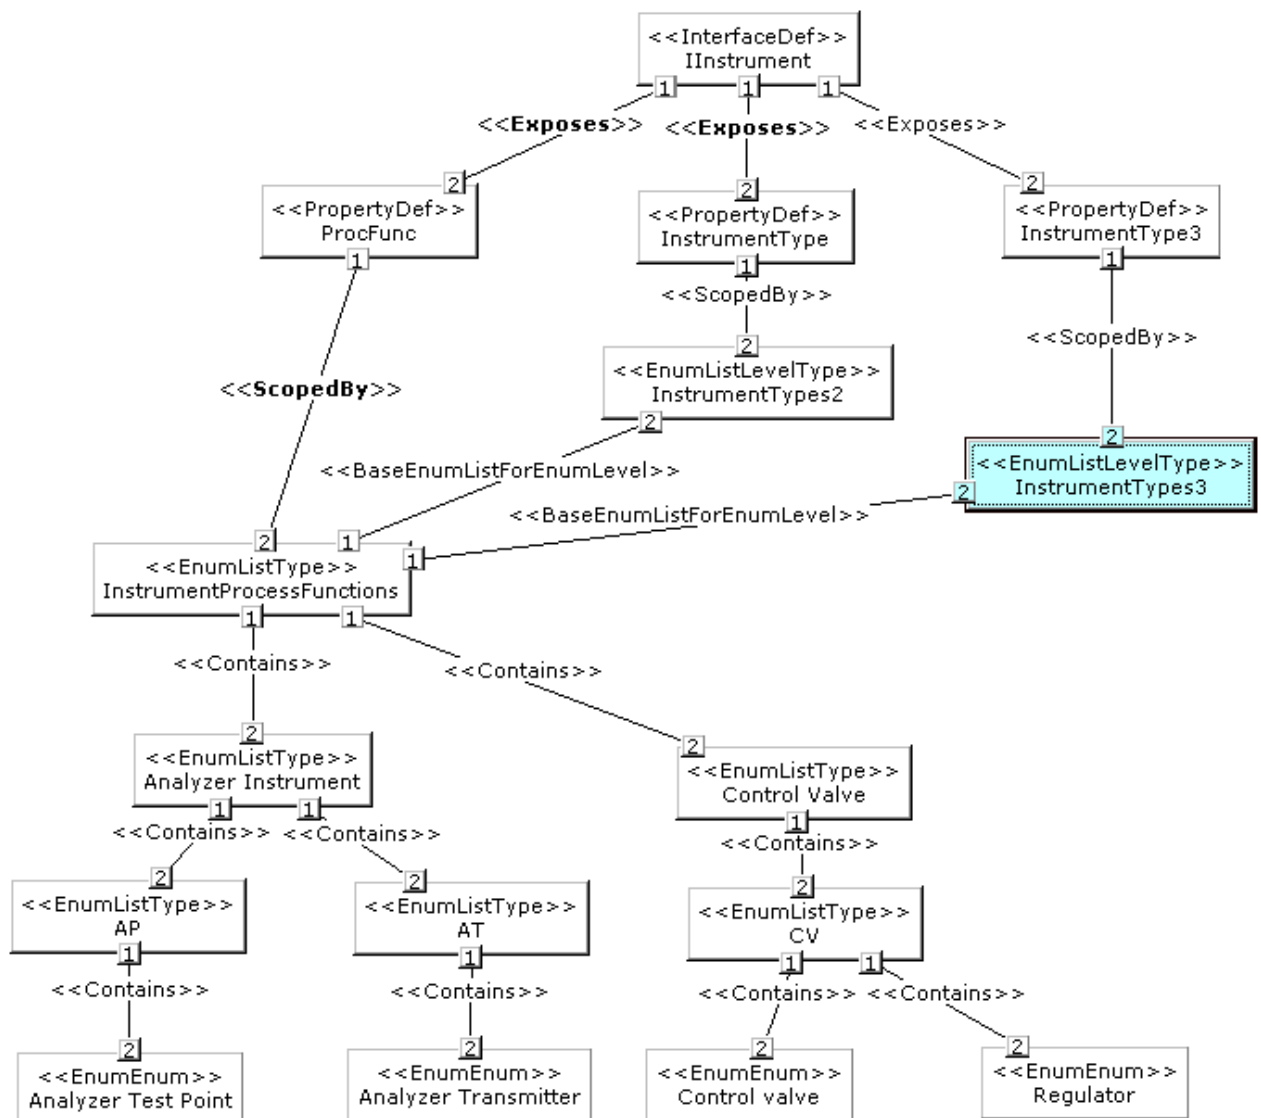 <<InterfaceDef>>
IInstrument
1
1
1
<<Exposes>>
<<Exposes>>
<<Exposes>>
2
<<PropertyDef>>
ProcFunc
1
2
<<PropertyDef>>
InstrumentType
1
2
<<PropertyDef>>
InstrumentType3
1
<<ScopedBy>>
<<ScopedBy>>
<<ScopedBy>>
2
<<EnumListLevelType>>
InstrumentTypes2
2
2
<<EnumListLevelType>>
InstrumentTypes3
2
<<BaseEnumListForEnumLevel>>
<<BaseEnumListForEnumLevel>>
2
1
1
<<EnumListType>>
InstrumentProcessFunctions
1
1
<<Contains>>
<<Contains>>
2
<<EnumListType>>
Analyzer Instrument
1
1
2
<<EnumListType>>
Control Valve
1
<<Contains>>
<<Contains>>
<<Contains>>
2
<<EnumListType>>
AP
1
2
<<EnumListType>>
AT
1
2
<<EnumListType>>
CV
1
1
<<Contains>>
<<Contains>>
<<Contains>>
<<Contains>>
2
<<EnumEnum>>
Analyzer Test Point
2
<<EnumEnum>>
Analyzer Transmitter
2
<<EnumEnum>>
Control valve
2
<<EnumEnum>>
Regulator